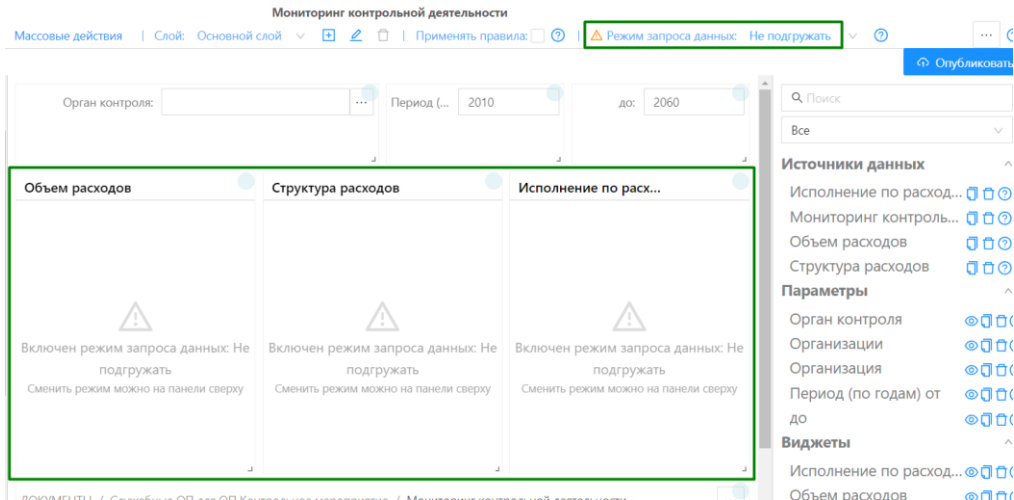 Мониторинг контрольной деятельности
Массовые действия | Слой: Основной слой | Применять правила: | Режим запроса данных: Не подгружать
Опубликовать
Орган контроля: ... Период (... 2010 до: 2060
Объем расходов Структура расходов Исполнение по расх...
Включен режим запроса данных: Не Включен режим запроса данных: Не Включен режим запроса данных: Не
подгружать подгружать подгружать
Сменить режим можно на панели сверху Сменить режим можно на панели сверху Сменить режим можно на панели сверху
/ Мониторинг контрольной деятельности
Поиск
Все
Источники данных
Исполнение по расход...
Мониторинг контроль...
Объем расходов
Структура расходов
Параметры
Орган контроля
Организации
Организация
Период (по годам) от
до
Виджеты
Исполнение по расход...
Объем расходов